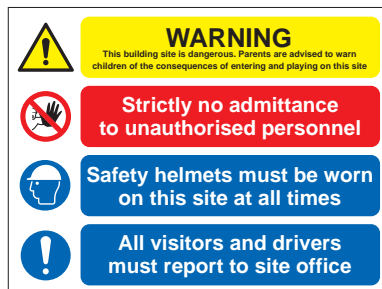 WARNING
This building site is dangerous. Parents are advised to warn
children of the consequences of entering and playing on this site
Strictly no admittance
to unauthorised personnel
Safety helmets must be worn
on this site at all times
All visitors and drivers
must report to site office